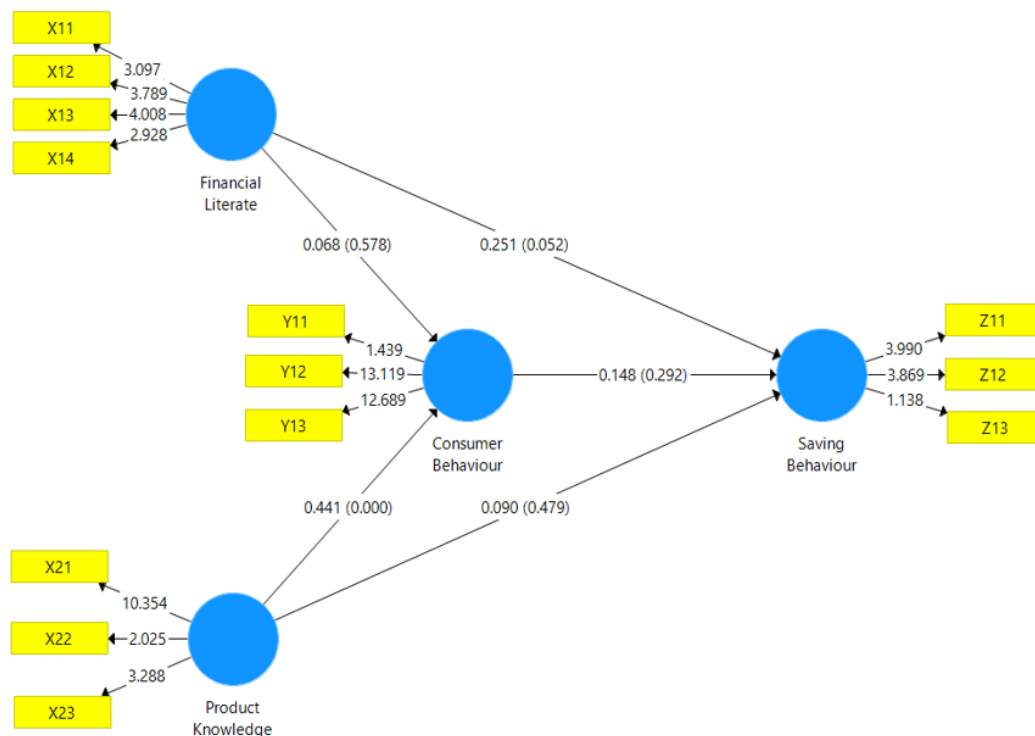 X11
X12
X13
X14
3.097
3.789
4.008
2.928
Financial
Literate
0.068 (0.578)
0.251 (0.052)
Y11
Y12
Y13
1.439
13.119
12.689
Consumer
Behaviour
0.148 (0.292)
Z11
Z12
Z13
3.990
3.869
1.138
Saving
Behaviour
0.441 (0.000)
0.090 (0.479)
X21
X22
X23
10.354
2.025
3.288
Product
Knowledge